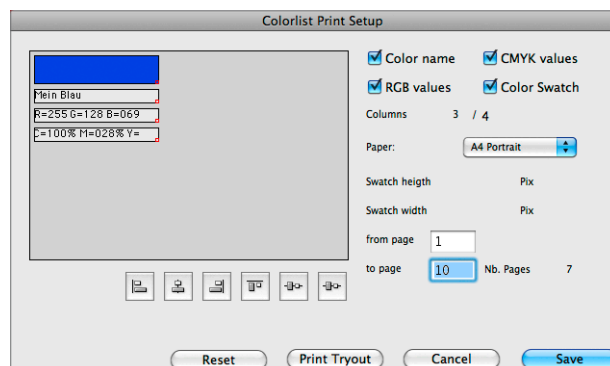 Colorlist Print Setup
Mein Blau
R=255 G=128 B=069
C=100% M=028% Y=
Color name CMYK values
RGB values Color Swatch
Columns 3 / 4
Paper: A4 Portrait
Swatch heigth Pix
Swatch width Pix
from page 1
to page 10 Nb. Pages 7
Reset Print Tryout Cancel Save